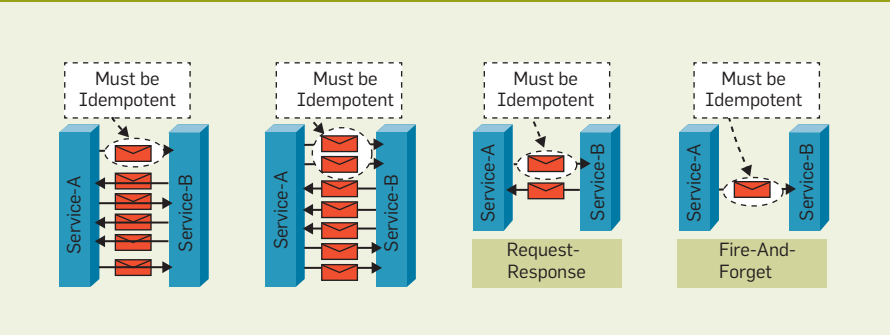 Must be
Idempotent
Service-A
Service-B
Must be
Idempotent
Service-A
Service-B
Must be
Idempotent
Service-A
Service-B
Request-
Response
Must be
Idempotent
Service-A
Service-B
Fire-And-
Forget